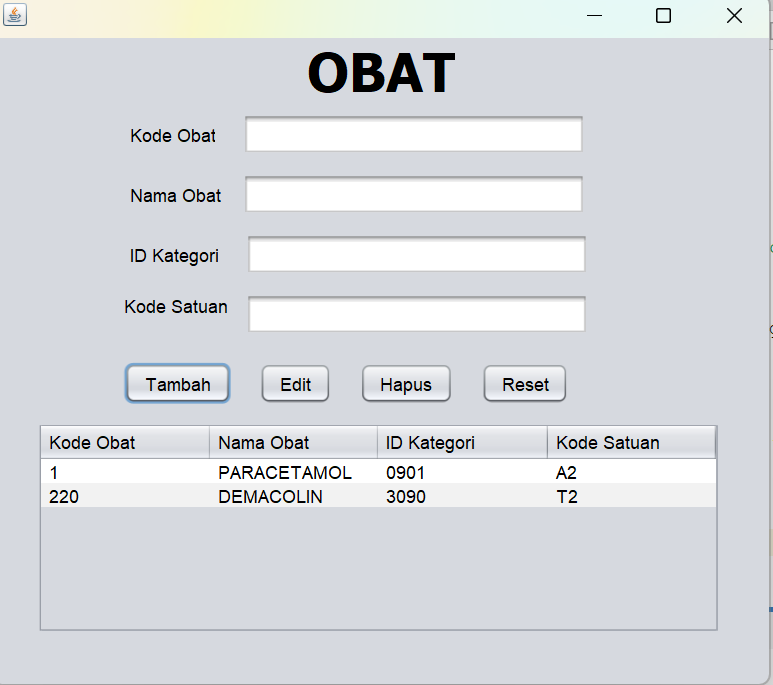 OBAT
Kode Obat
Nama Obat
ID Kategori
Kode Satuan
Tambah Edit Hapus Reset
Kode Obat Nama Obat ID Kategori Kode Satuan
1 PARACETAMOL 0901 A2
220 DEMACOLIN 3090 T2